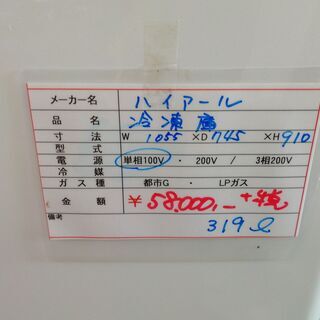 メーカー名 ハイアール
品名 冷凍庫
寸法 W 1055 ×D 745 ×H 910
型式
電源 単相100V ・ 200V / 3相200V
冷媒
ガス種 都市G ・ LPガス
金額 ¥58,000,-+税
備考 319ℓ